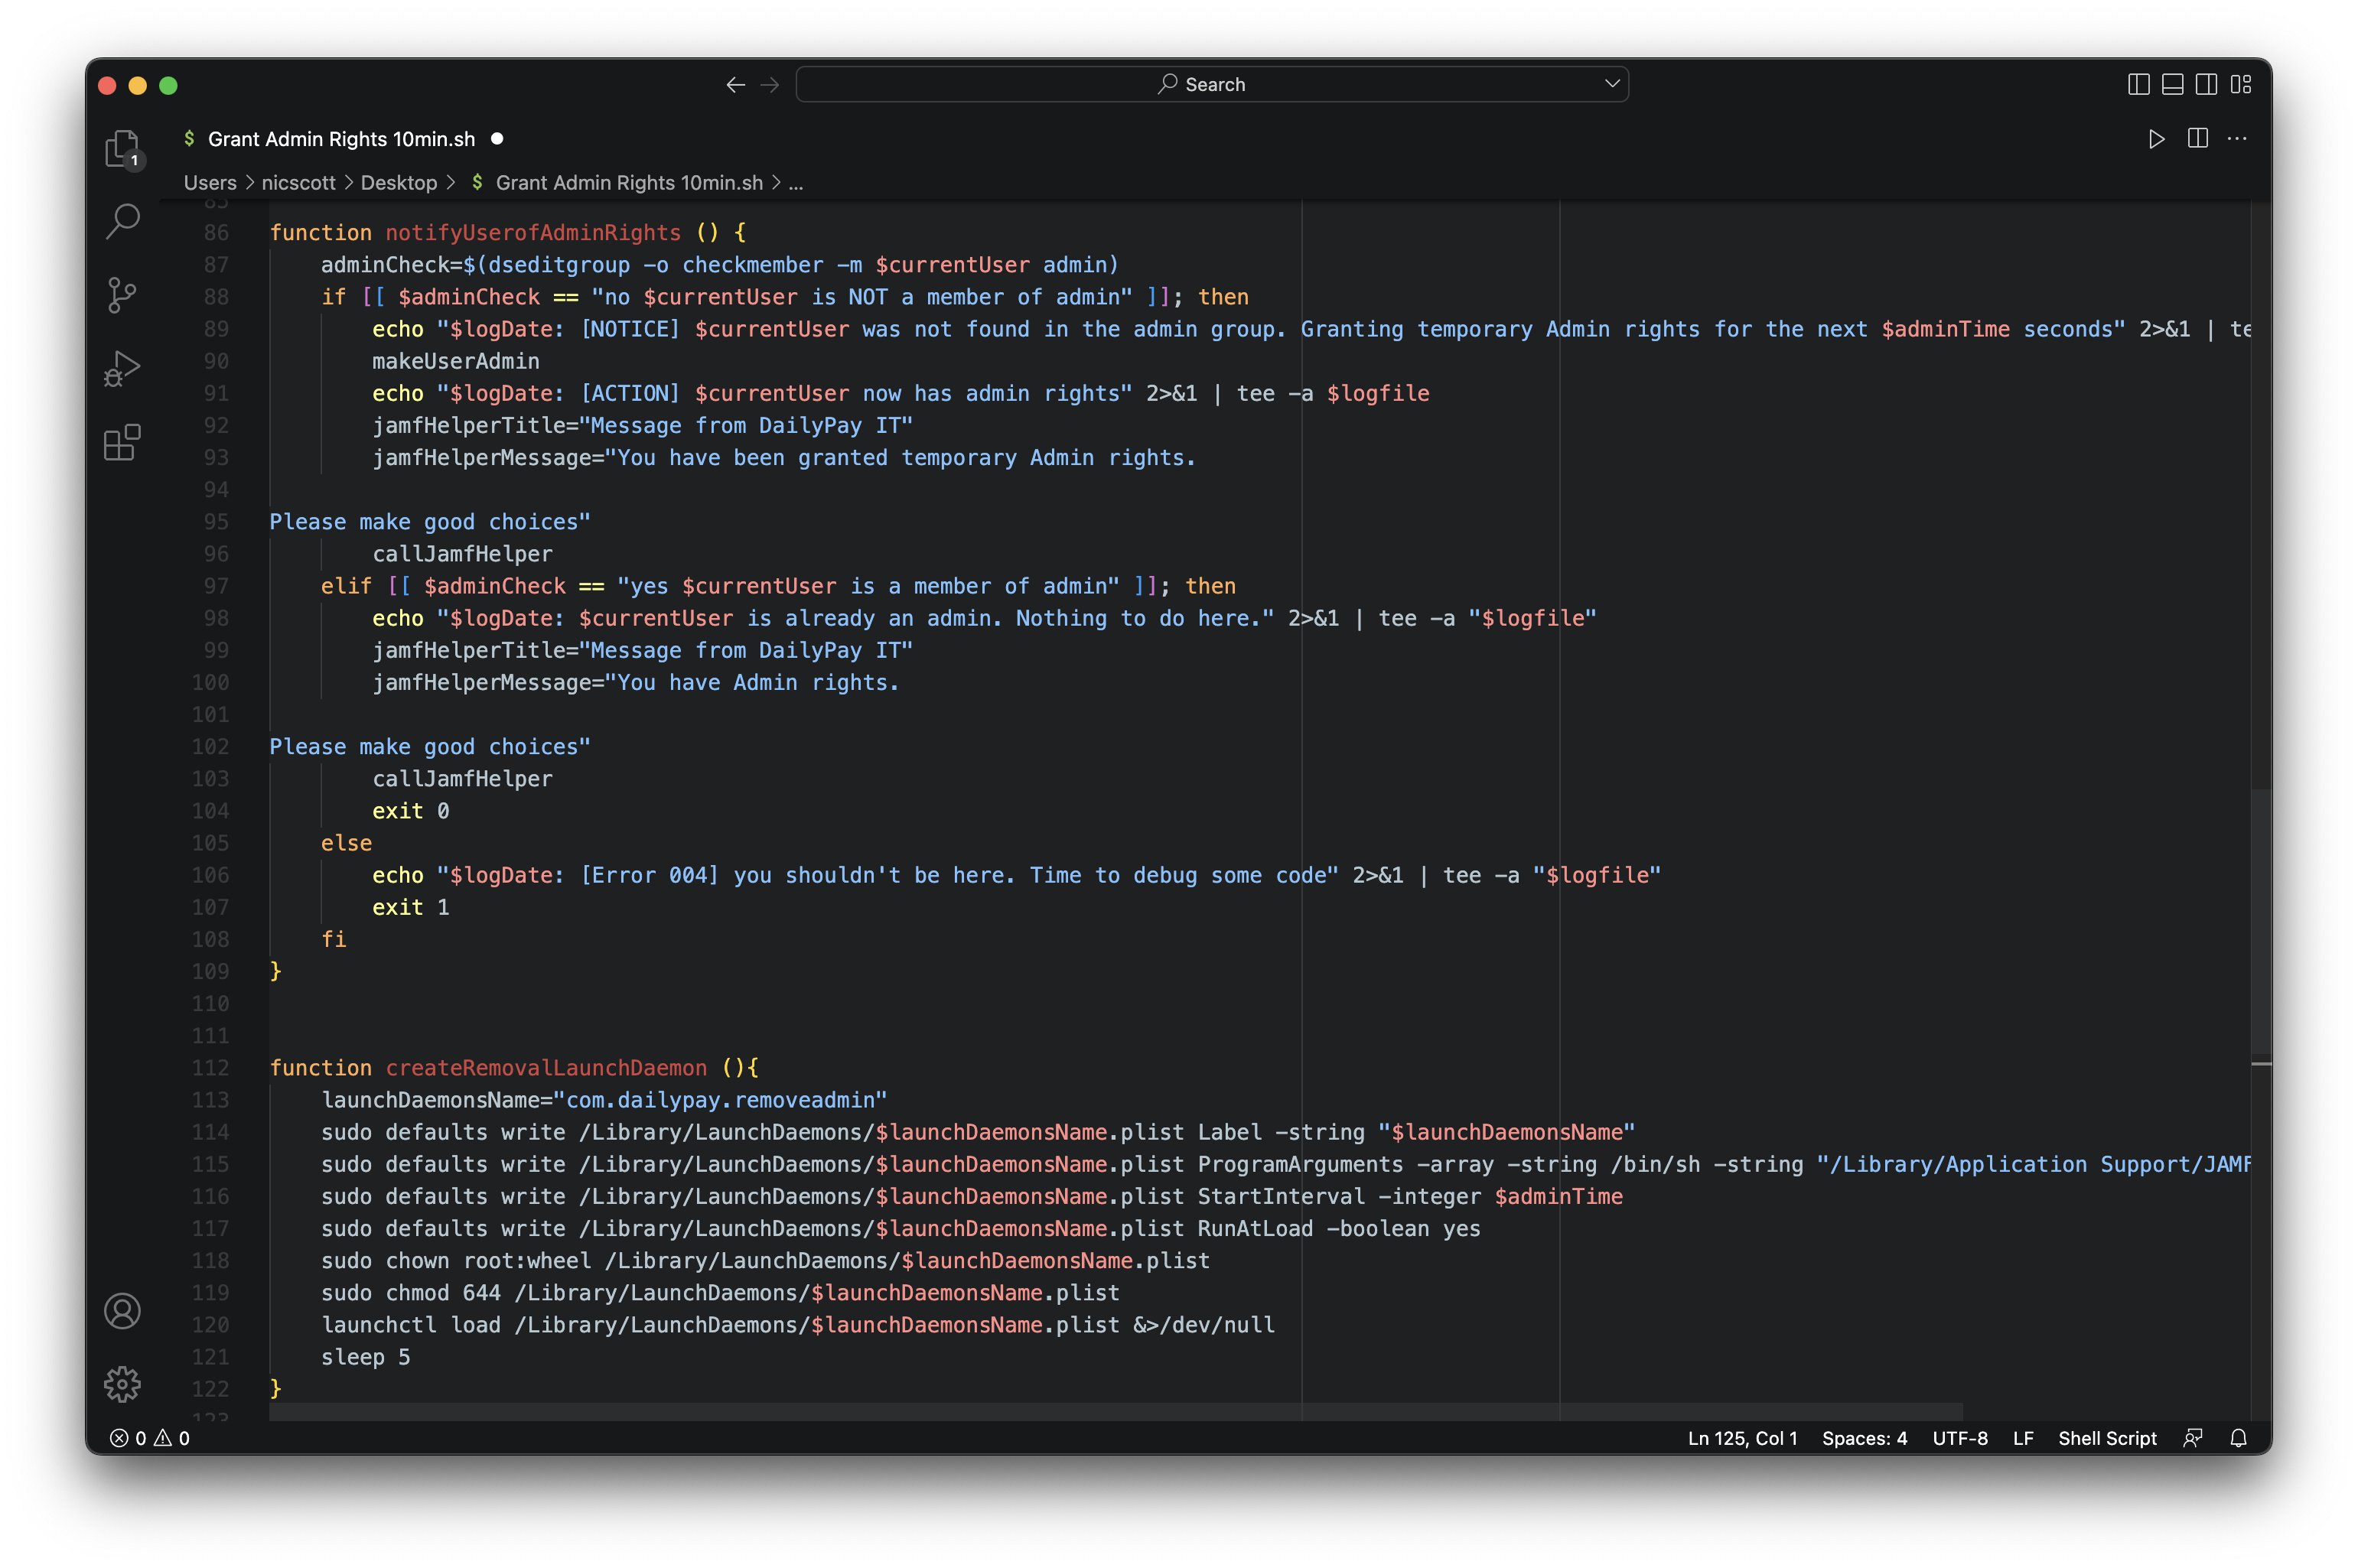 Search
$ Grant Admin Rights 10min.sh
1
Users > nicscott > Desktop > $ Grant Admin Rights 10min.sh > ...
85
86 function notifyUserofAdminRights () {
87     adminCheck=$(dseditgroup -o checkmember -m $currentUser admin)
88     if [[ $adminCheck == "no $currentUser is NOT a member of admin" ]]; then
89         echo "$logDate: [NOTICE] $currentUser was not found in the admin group. Granting temporary Admin rights for the next $adminTime seconds" 2>&1 | te
90         makeUserAdmin
91         echo "$logDate: [ACTION] $currentUser now has admin rights" 2>&1 | tee -a $logfile
92         jamfHelperTitle="Message from DailyPay IT"
93         jamfHelperMessage="You have been granted temporary Admin rights.
94
95 Please make good choices"
96         callJamfHelper
97     elif [[ $adminCheck == "yes $currentUser is a member of admin" ]]; then
98         echo "$logDate: $currentUser is already an admin. Nothing to do here." 2>&1 | tee -a "$logfile"
99         jamfHelperTitle="Message from DailyPay IT"
100         jamfHelperMessage="You have Admin rights.
101
102 Please make good choices"
103         callJamfHelper
104         exit 0
105     else
106         echo "$logDate: [Error 004] you shouldn't be here. Time to debug some code" 2>&1 | tee -a "$logfile"
107         exit 1
108     fi
109 }
110
111
112 function createRemovalLaunchDaemon (){
113     launchDaemonsName="com.dailypay.removeadmin"
114     sudo defaults write /Library/LaunchDaemons/$launchDaemonsName.plist Label -string "$launchDaemonsName"
115     sudo defaults write /Library/LaunchDaemons/$launchDaemonsName.plist ProgramArguments -array -string /bin/sh -string "/Library/Application Support/JAMF
116     sudo defaults write /Library/LaunchDaemons/$launchDaemonsName.plist StartInterval -integer $adminTime
117     sudo defaults write /Library/LaunchDaemons/$launchDaemonsName.plist RunAtLoad -boolean yes
118     sudo chown root:wheel /Library/LaunchDaemons/$launchDaemonsName.plist
119     sudo chmod 644 /Library/LaunchDaemons/$launchDaemonsName.plist
120     launchctl load /Library/LaunchDaemons/$launchDaemonsName.plist &>/dev/null
121     sleep 5
122 }
123
0 0 Ln 125, Col 1 Spaces: 4 UTF-8 LF Shell Script